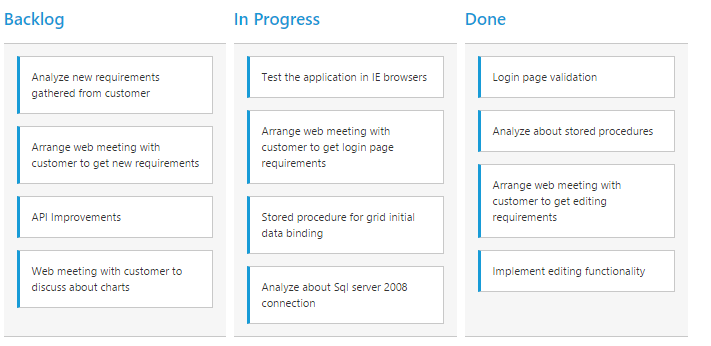 Backlog
Analyze new requirements
gathered from customer
Arrange web meeting with
customer to get new requirements
API Improvements
Web meeting with customer to
discuss about charts
In Progress
Test the application in IE browsers
Arrange web meeting with
customer to get login page
requirements
Stored procedure for grid initial
data binding
Analyze about Sql server 2008
connection
Done
Login page validation
Analyze about stored procedures
Arrange web meeting with
customer to get editing
requirements
Implement editing functionality